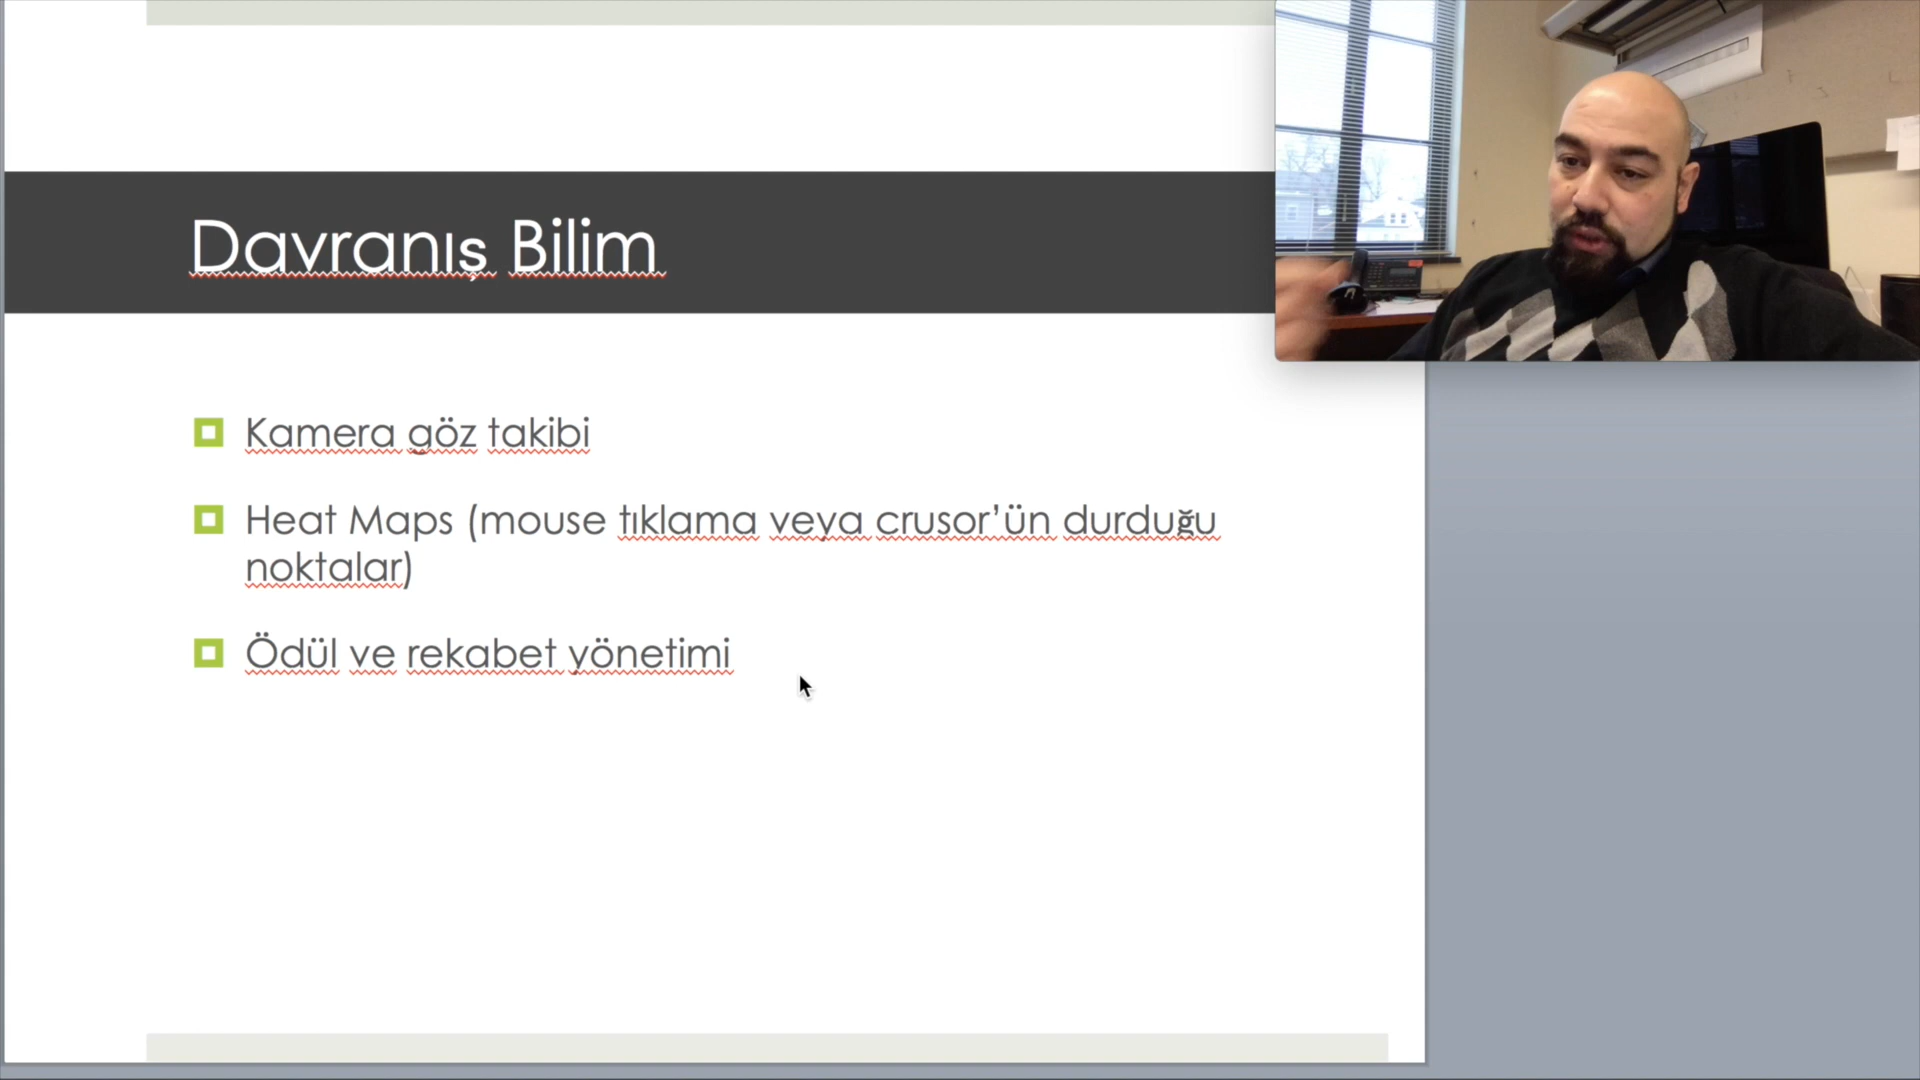 Davranış Bilim
Kamera göz takibi
Heat Maps (mouse tıklama veya crusor’ün durduğu
noktalar)
Ödül ve rekabet yönetimi